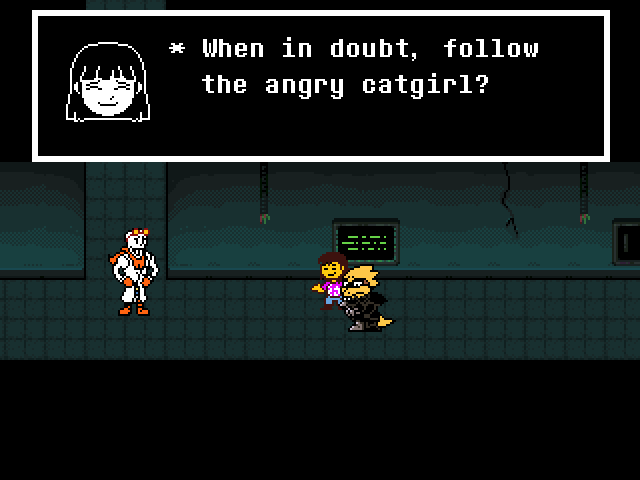 * When in doubt, follow
the angry catgirl?